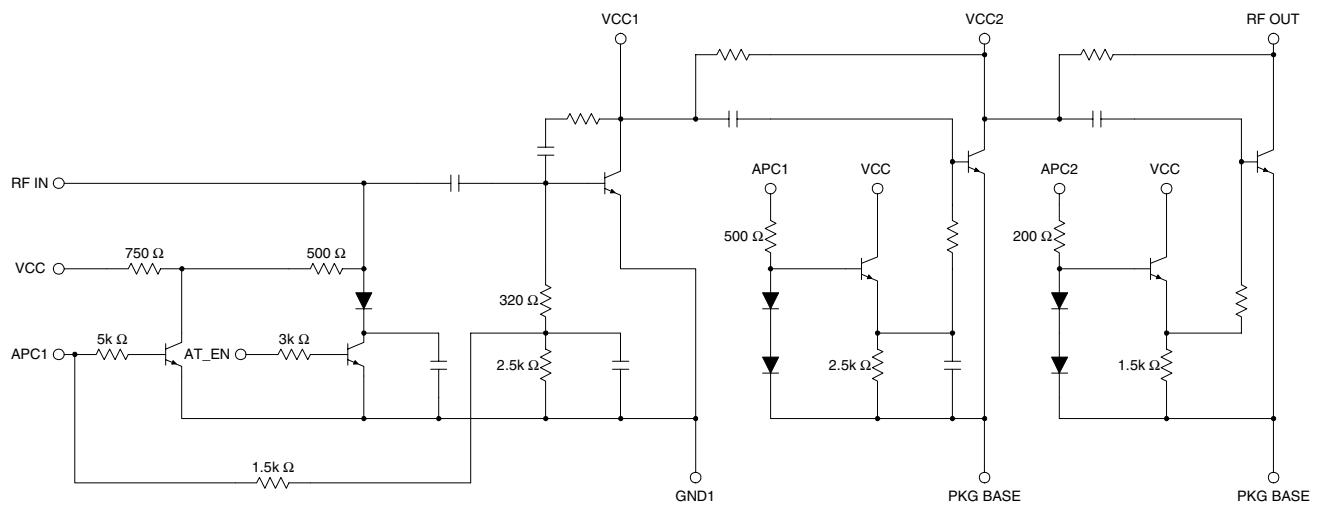 VCC1
VCC2
RF OUT
RF IN
APC1
VCC
APC2
VCC
500 Ω
200 Ω
750 Ω
500 Ω
VCC
320 Ω
5k Ω
3k Ω
APC1
AT_EN
2.5k Ω
2.5k Ω
1.5k Ω
1.5k Ω
GND1
PKG BASE
PKG BASE